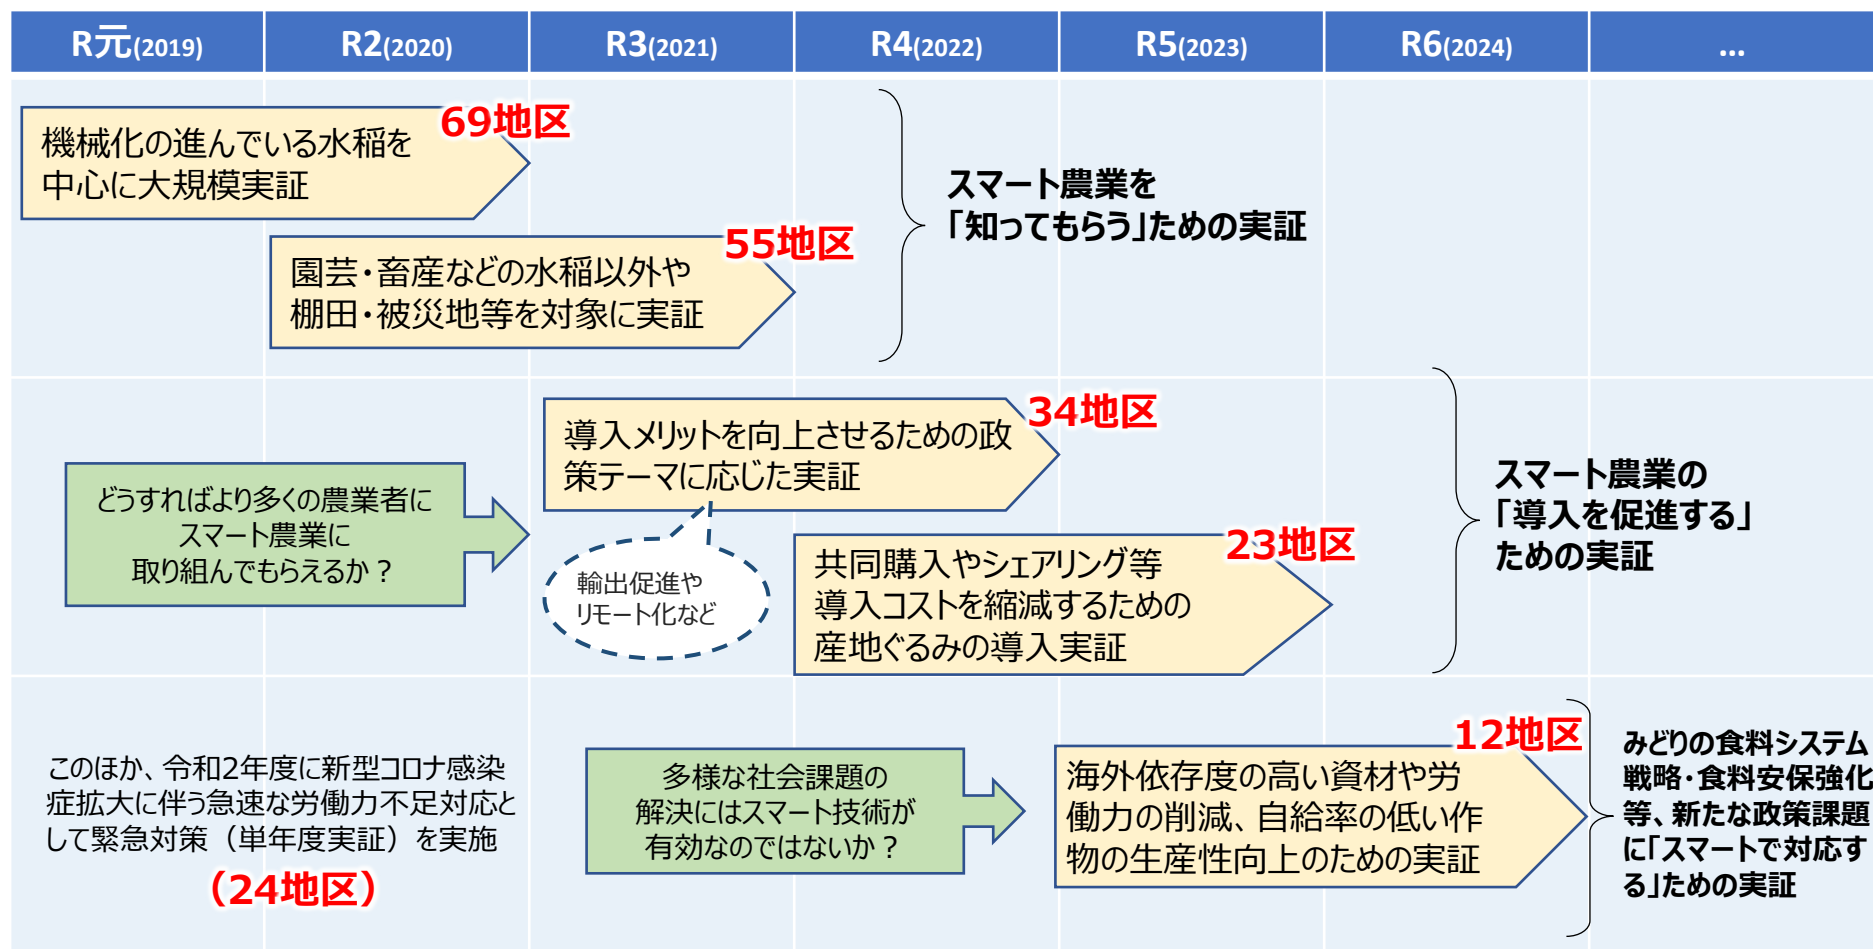 R元(2019)
R2(2020)
R3(2021)
R4(2022)
R5(2023)
R6(2024)
…
69地区
機械化の進んでいる水稲を
中心に大規模実証
55地区
園芸・畜産などの水稲以外や
棚田・被災地等を対象に実証
スマート農業を
「知ってもらう」ための実証
どうすればより多くの農業者に
スマート農業に
取り組んでもらえるか？
34地区
導入メリットを向上させるための政
策テーマに応じた実証
輸出促進や
リモート化など
23地区
共同購入やシェアリング等
導入コストを縮減するための
産地ぐるみの導入実証
スマート農業の
「導入を促進する」
ための実証
このほか、令和2年度に新型コロナ感染
症拡大に伴う急速な労働力不足対応と
して緊急対策（単年度実証）を実施
（24地区）
多様な社会課題の
解決にはスマート技術が
有効なのではないか？
12地区
海外依存度の高い資材や労
働力の削減、自給率の低い作
物の生産性向上のための実証
みどりの食料システム
戦略・食料安保強化
等、新たな政策課題
に「スマートで対応す
る」ための実証